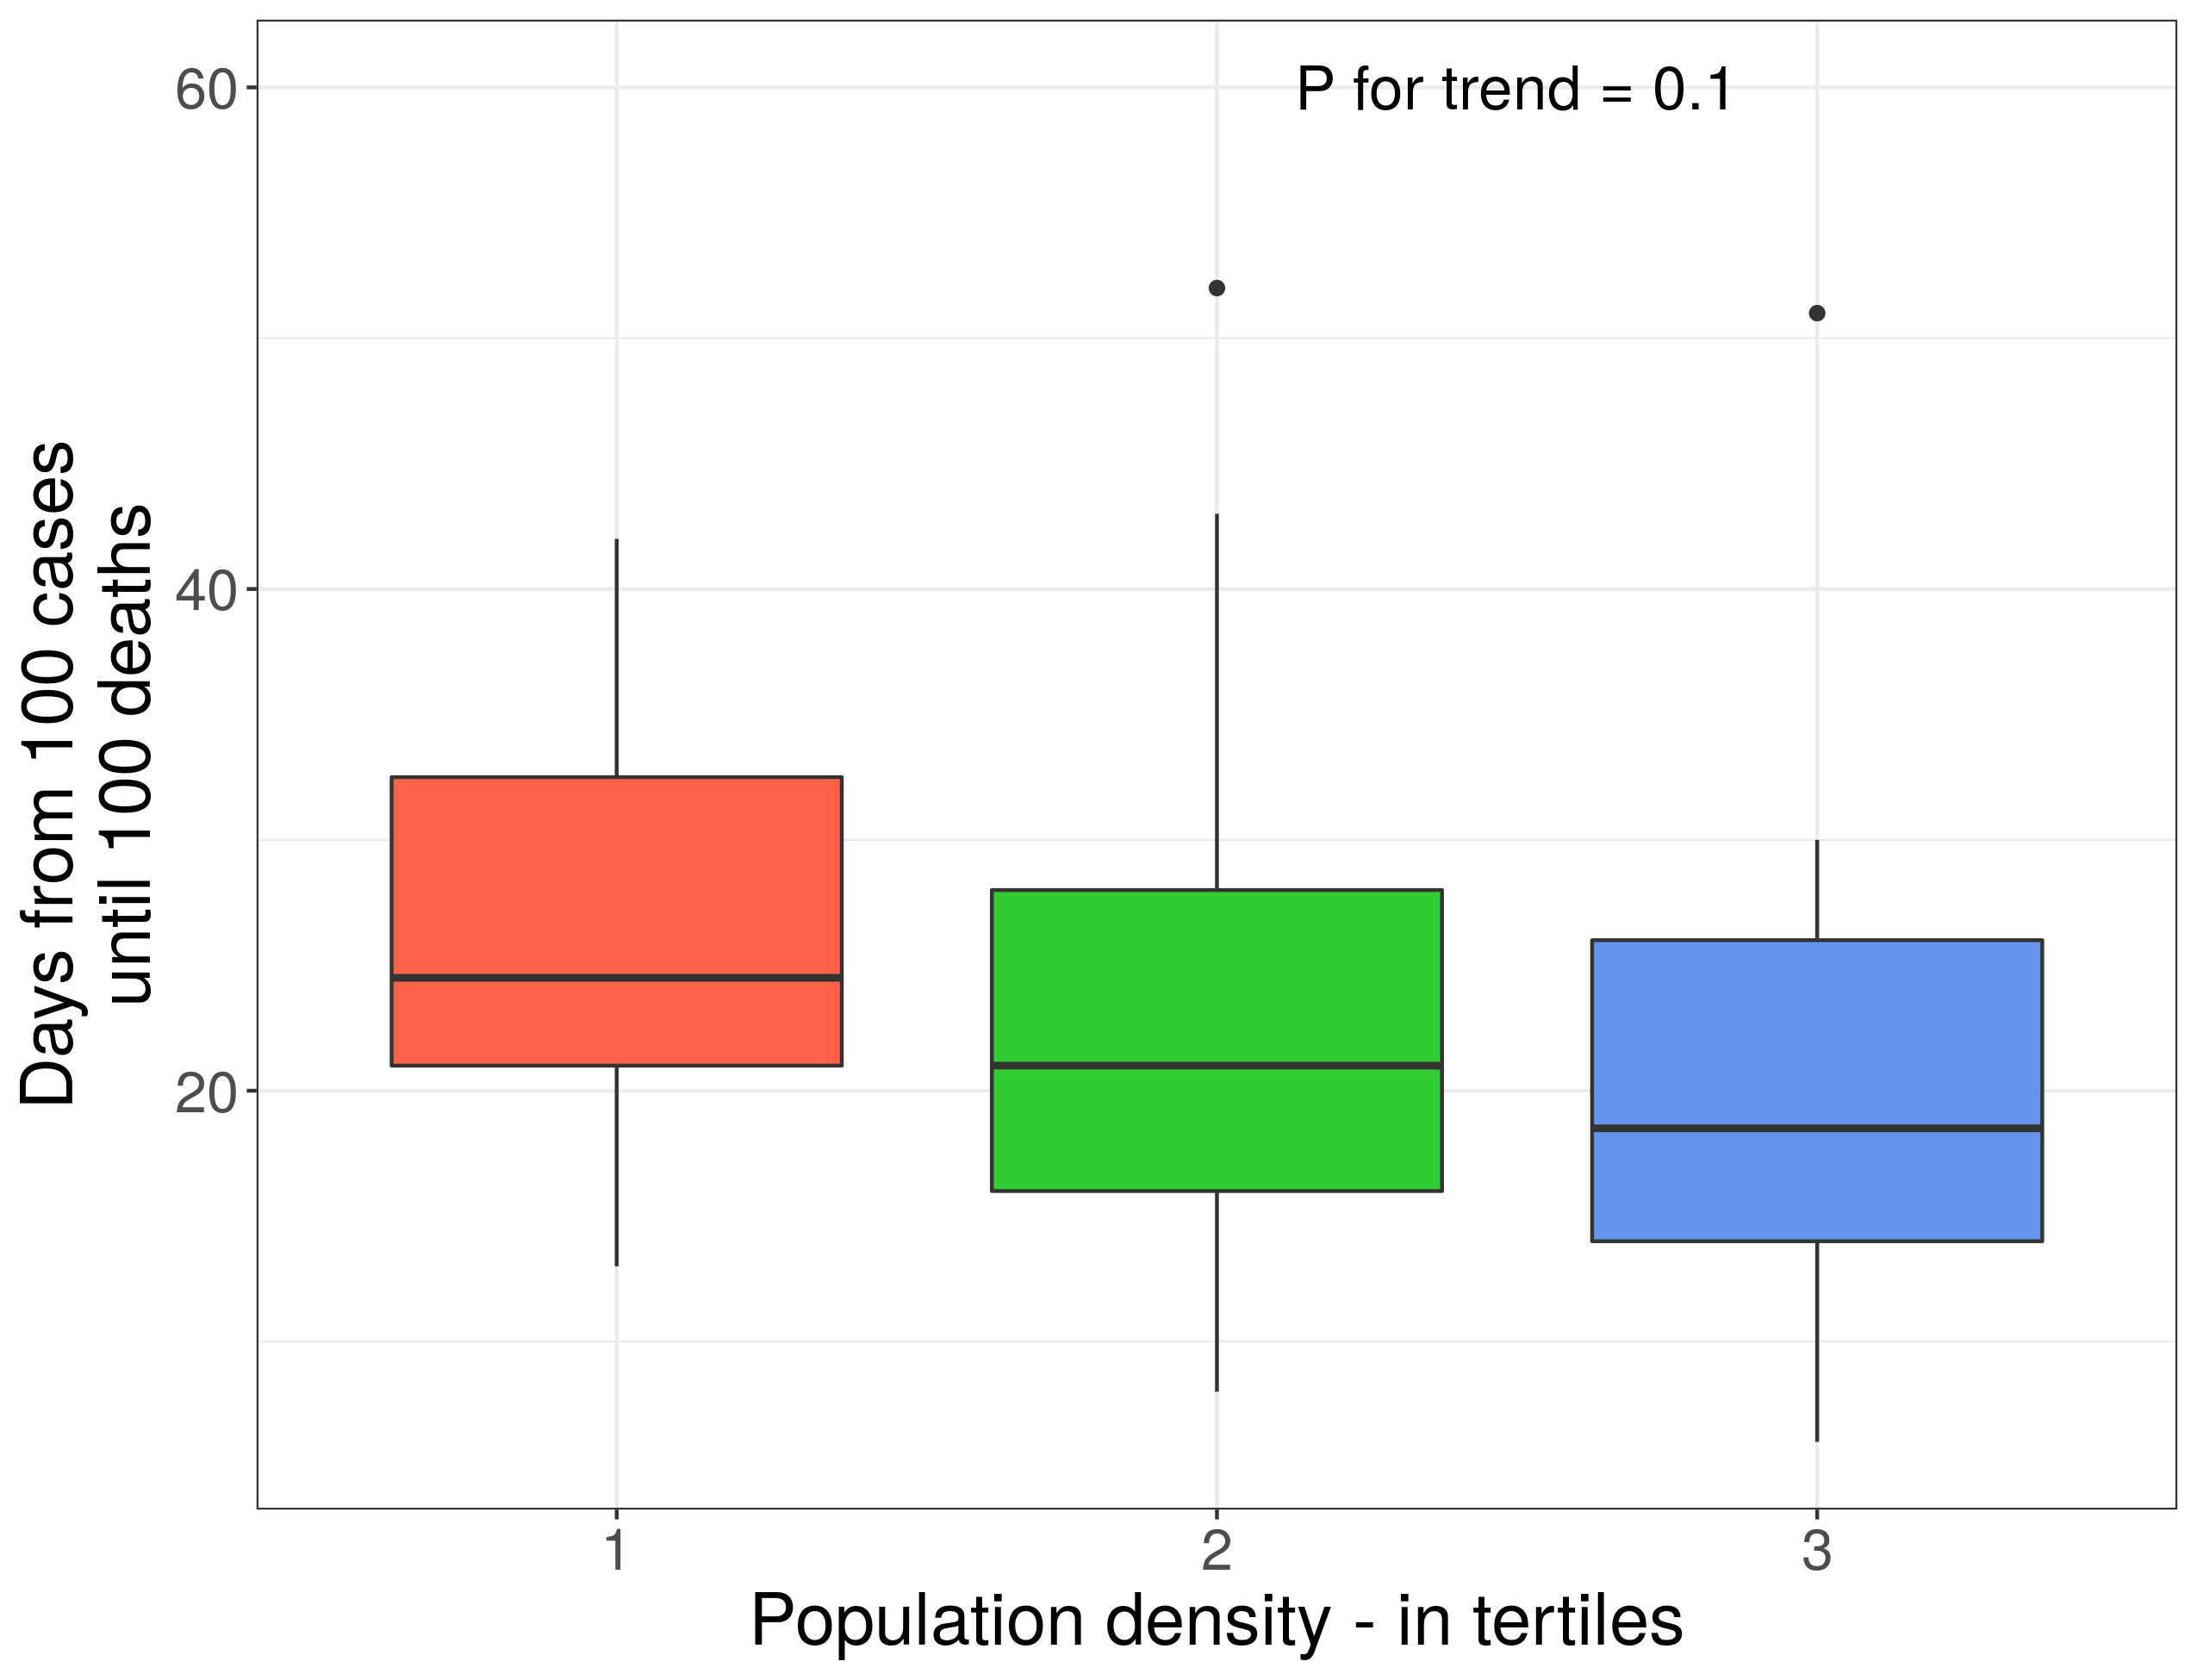 P for trend = 0.1
Days from 100 cases
until 100 deaths
60
40
20
1 2 3
Population density - in tertiles